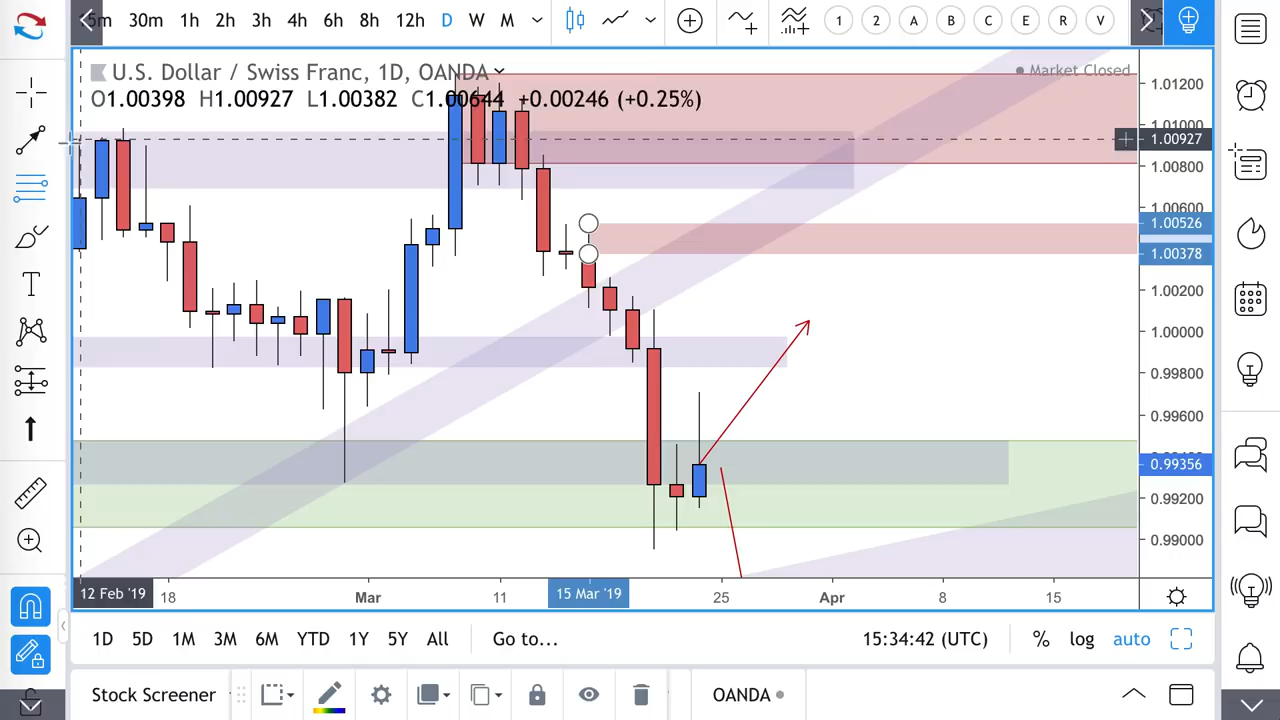 5m 30m 1h 2h 3h 4h 6h 8h 12h D W M 1 2 A B C E R V
U.S. Dollar / Swiss Franc, 1D, OANDA
Market Closed
O1.00398 H1.00927 L1.00382 C1.00644 +0.00246 (+0.25%)
1.01200
1.01000
1.00927
1.00800
1.00600
1.00526
1.00378
1.00200
1.00000
0.99800
0.99600
0.99356
0.99200
0.99000
12 Feb '19 18 Mar 11 15 Mar '19 25 Apr 8 15
1D 5D 1M 3M 6M YTD 1Y 5Y All Go to... 15:34:42 (UTC) % log auto
Stock Screener OANDA